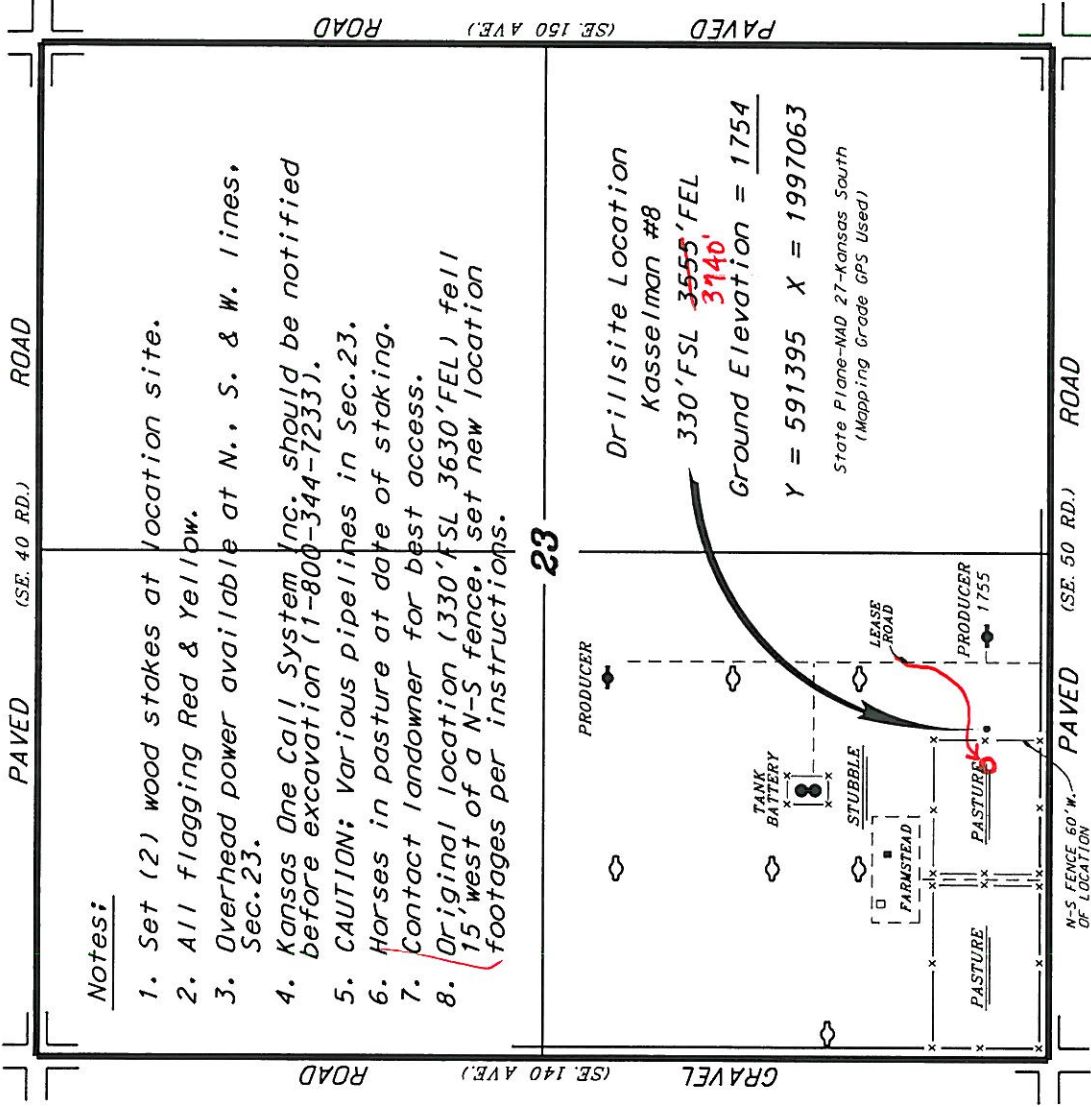 PAVED (SE. 40 RD.) ROAD
ROAD (SE. 150 AVE.) PAVED
Notes:
1. Set (2) wood stakes at location site.
2. All flagging Red & Yellow.
3. Overhead power available at N., S. & W. lines,
Sec.23.
4. Kansas One Call System Inc. should be notified
before excavation (1-800-344-7233).
5. CAUTION: Various pipelines in Sec.23.
6. Horses in pasture at date of staking.
7. Contact landowner for best access.
8. Original location (330'FSL 3630'FEL) fell
15'west of a N-S fence, set new location
footages per instructions.
23
Drillsite Location
Kasselman #8
330'FSL 3555'FEL
3740'
Ground Elevation = 1754
Y = 591395 X = 1997063
State Plane-NAD 27-Kansas South
(Mapping Grade GPS Used)
PRODUCER
TANK
BATTERY
STUBBLE
LEASE
ROAD
FARMSTEAD
PRODUCER
1755
PASTURE
PASTURE
N-S FENCE 60'W.
OF LOCATION
GRAVEL (SE. 140 AVE.) ROAD
PAVED (SE. 50 RD.) ROAD